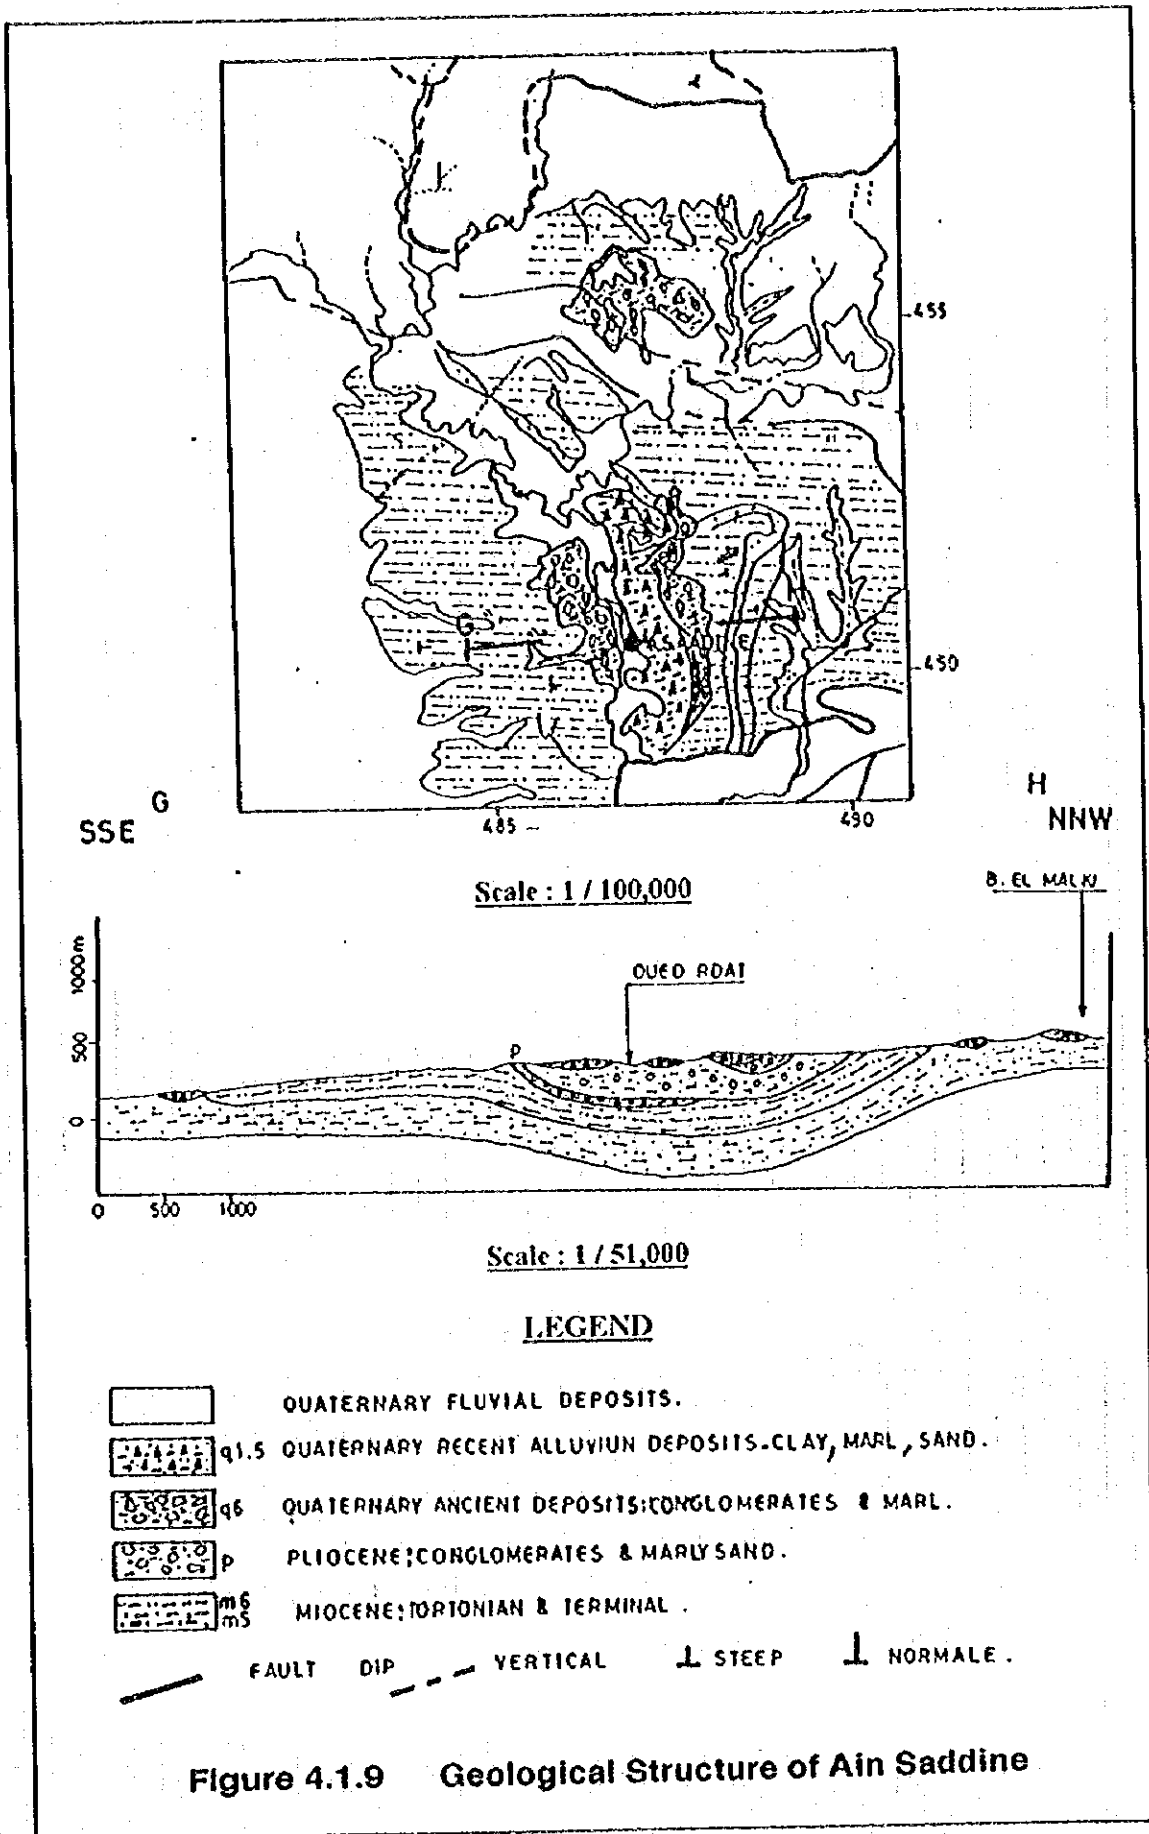 455
G
450
G
H
SSE
485
490
NNW
Scale : 1 / 100,000
B. EL MALKI
1000 m
OUED RDAT
500
P
0
0 500 1000
Scale : 1 / 51,000
LEGEND
QUATERNARY FLUVIAL DEPOSITS.
q1.5 QUATERNARY RECENT ALLUVIUN DEPOSITS-CLAY, MARL, SAND.
q6 QUATERNARY ANCIENT DEPOSITS:CONGLOMERATES & MARL.
p PLIOCENE:CONGLOMERATES & MARLY SAND.
m6
m5 MIOCENE:TORTONIAN & TERMINAL .
FAULT DIP VERTICAL STEEP NORMALE .
Figure 4.1.9 Geological Structure of Ain Saddine